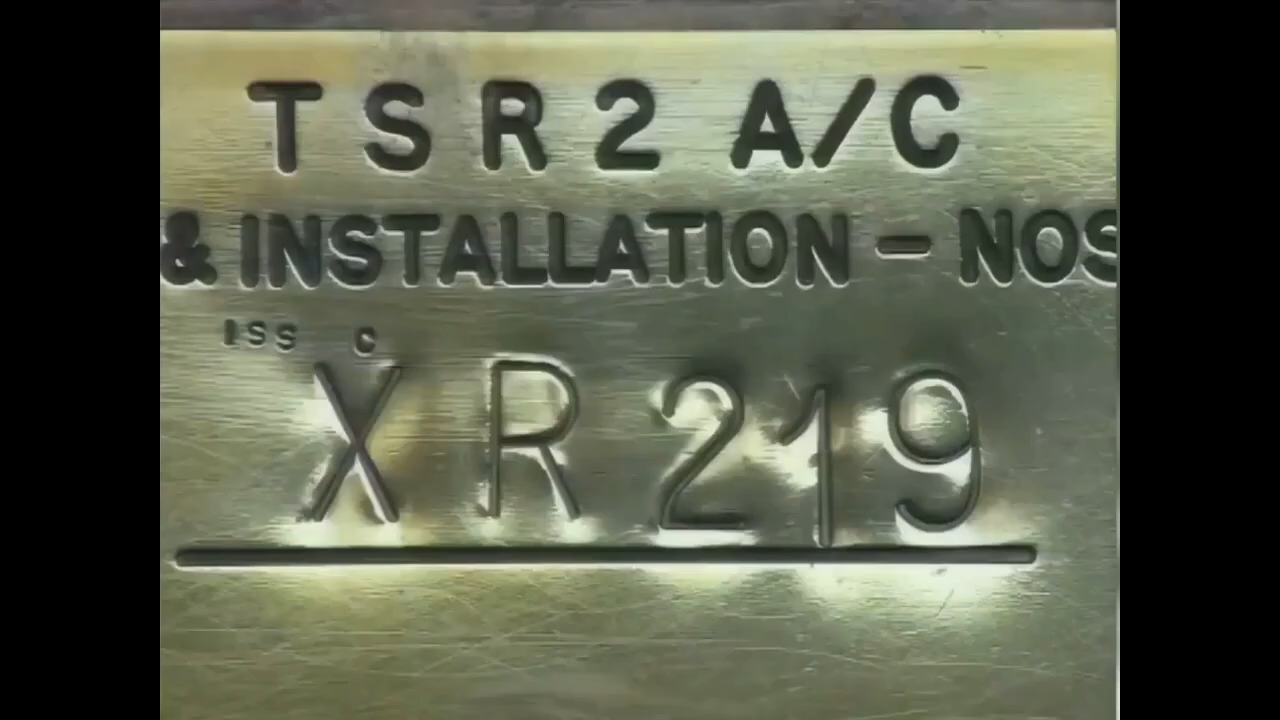 TSR2 A/C
& INSTALLATION - NOS
ISS C
XR219